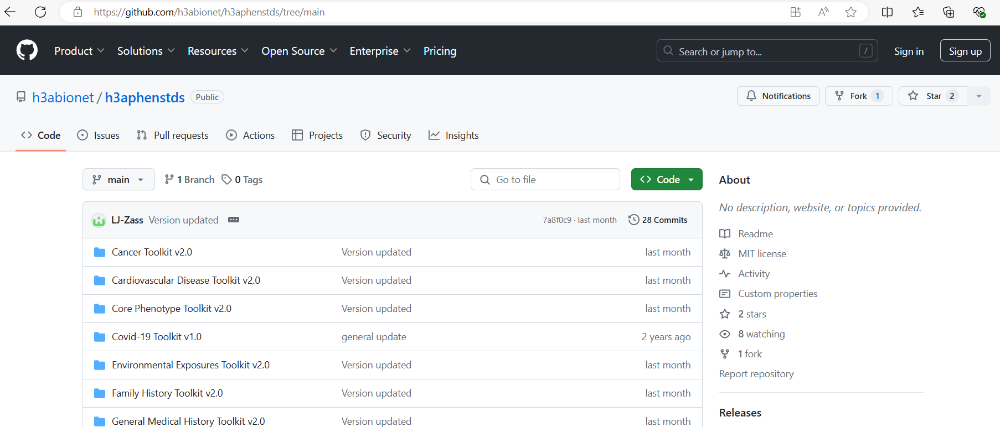 https://github.com/h3abionet/h3aphenstds/tree/main
Product Solutions Resources Open Source Enterprise Pricing Search or jump to... / Sign in Sign up
h3abionet / h3aphenstds Public Notifications Fork 1 Star 2
Code Issues Pull requests Actions Projects Security Insights
main 1 Branch 0 Tags Go to file Code
LJ-Zass Version updated 7a8f0c9 · last month 28 Commits
Cancer Toolkit v2.0 Version updated last month
Cardiovascular Disease Toolkit v2.0 Version updated last month
Core Phenotype Toolkit v2.0 Version updated last month
Covid-19 Toolkit v1.0 general update 2 years ago
Environmental Exposures Toolkit v2.0 Version updated last month
Family History Toolkit v2.0 Version updated last month
General Medical History Toolkit v2.0 Version updated last month
About
No description, website, or topics provided.
Readme
MIT license
Activity
Custom properties
2 stars
8 watching
1 fork
Report repository
Releases